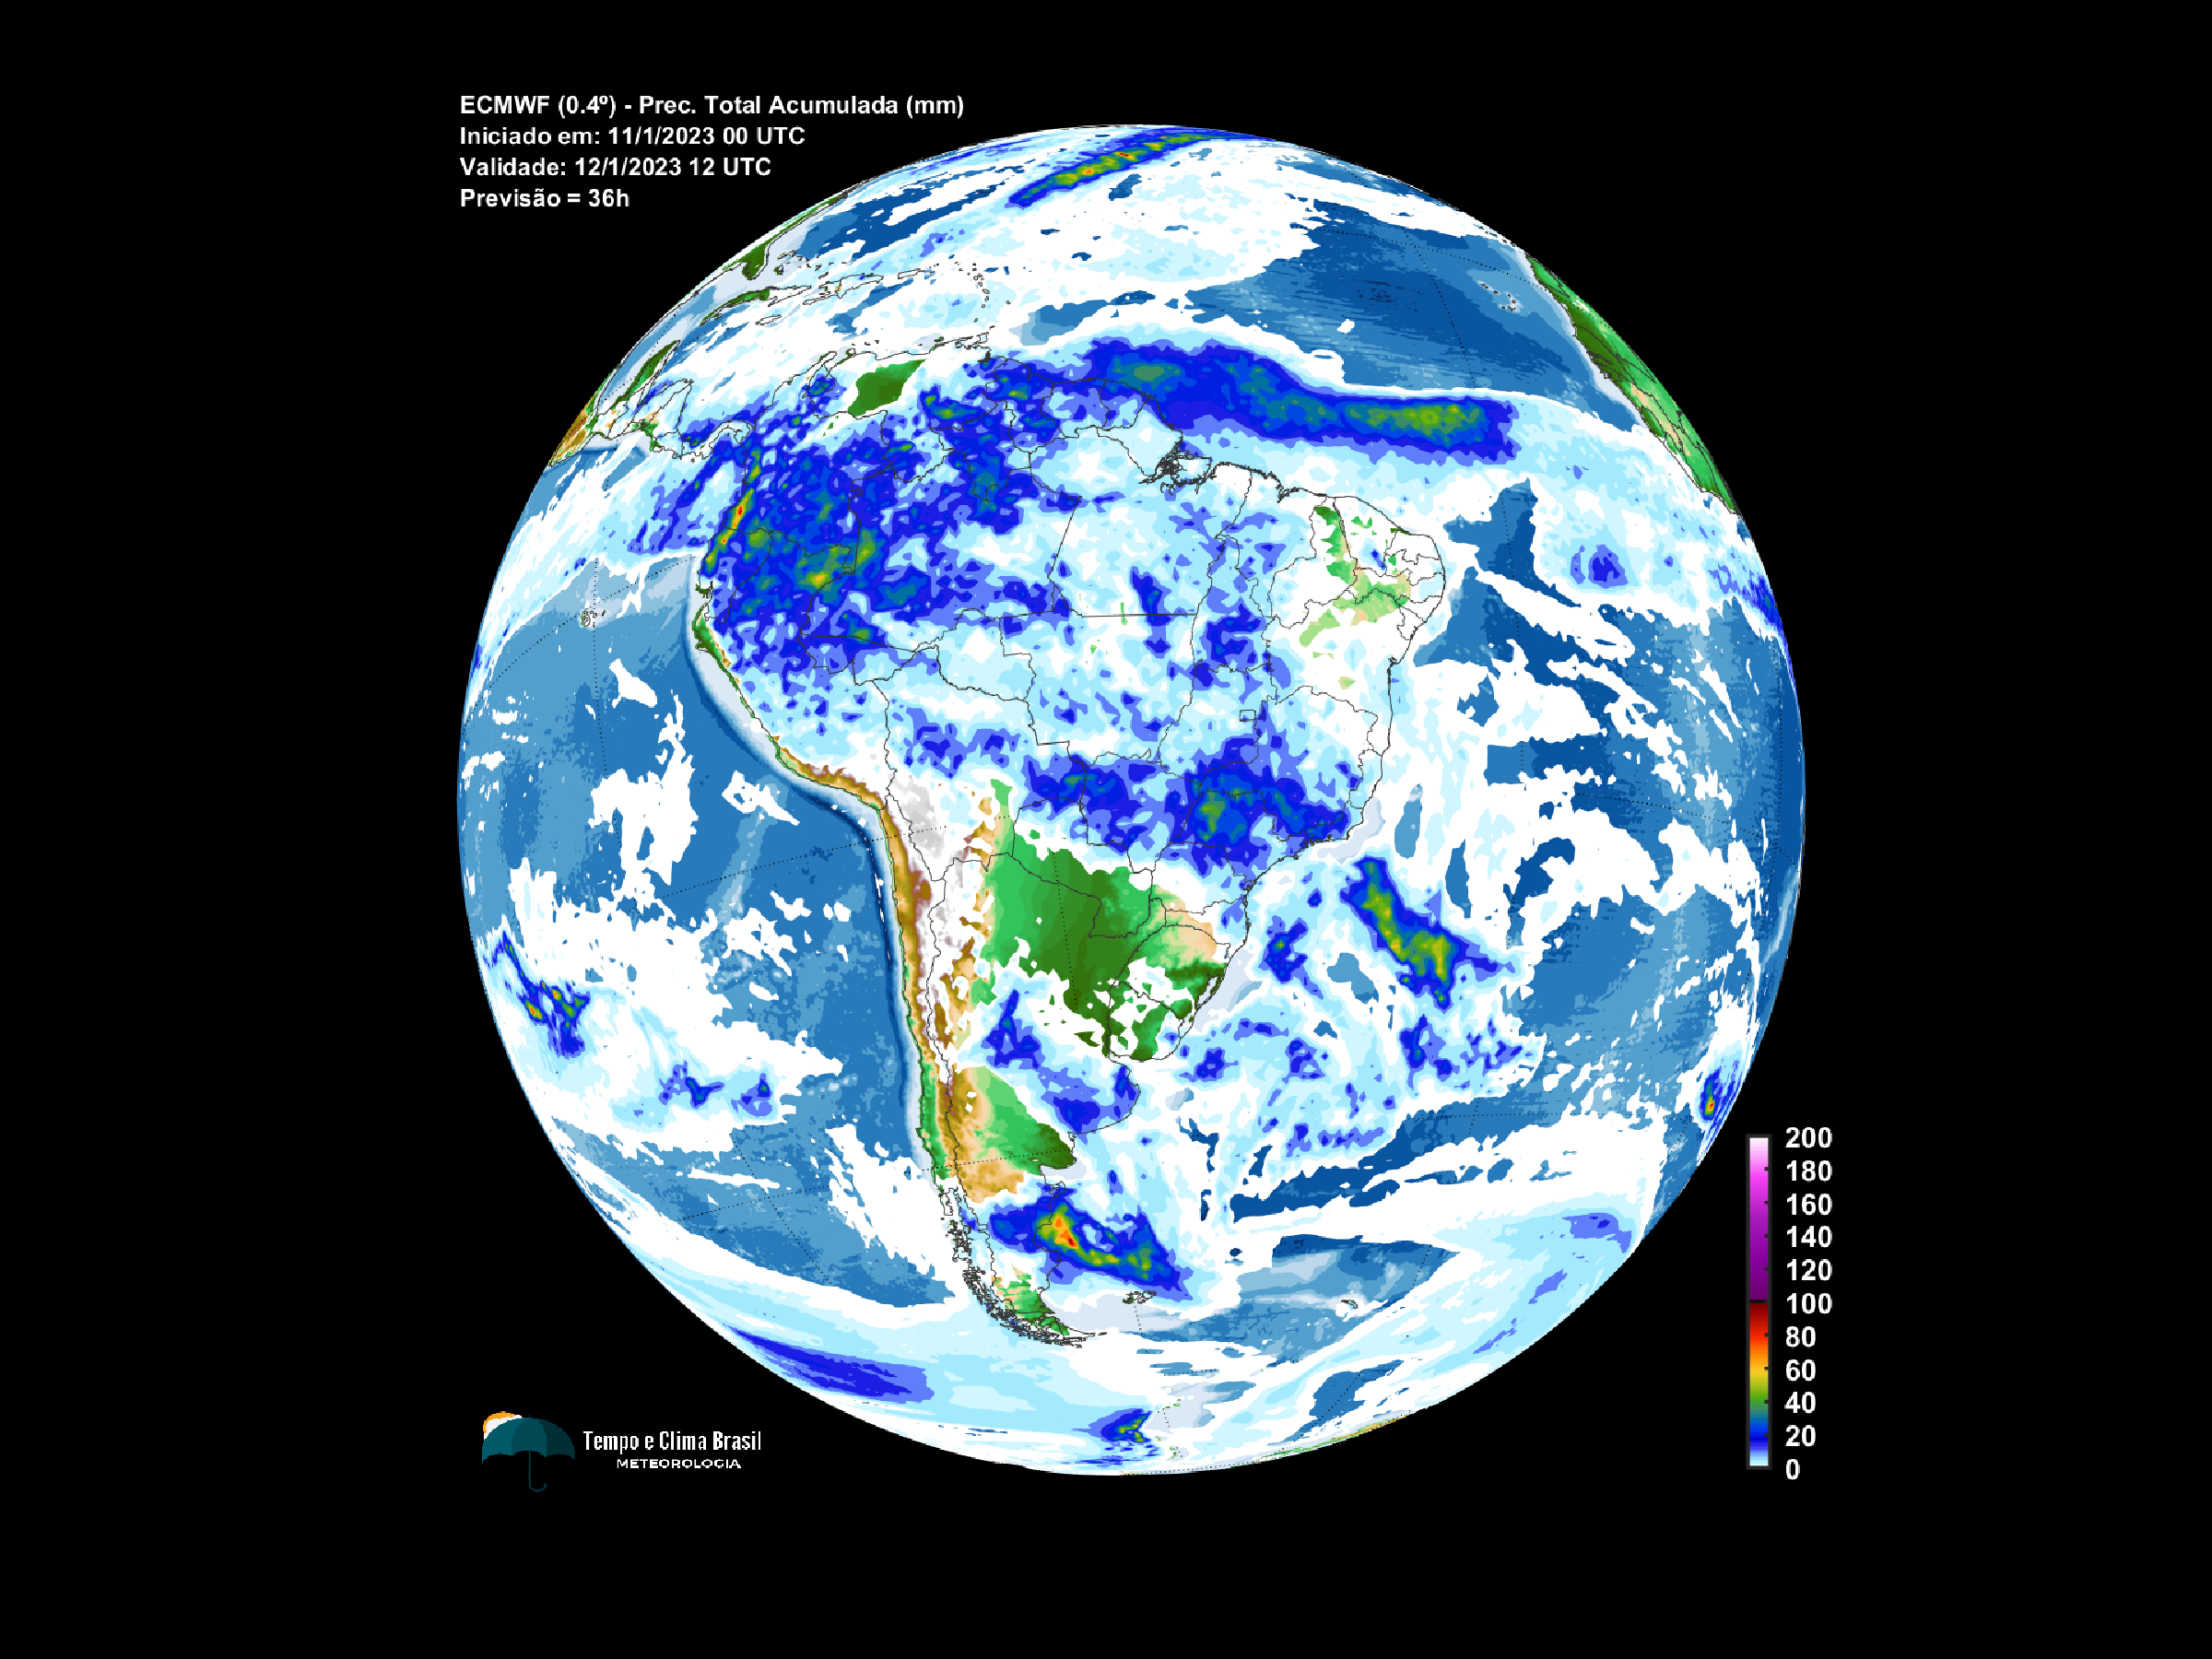 ECMWF (0.4º) - Prec. Total Acumulada (mm)
Iniciado em: 11/1/2023 00 UTC
Validade: 12/1/2023 12 UTC
Previsão = 36h
200
180
160
140
120
100
80
60
40
20
0
Tempo e Clima Brasil
METEOROLOGIA